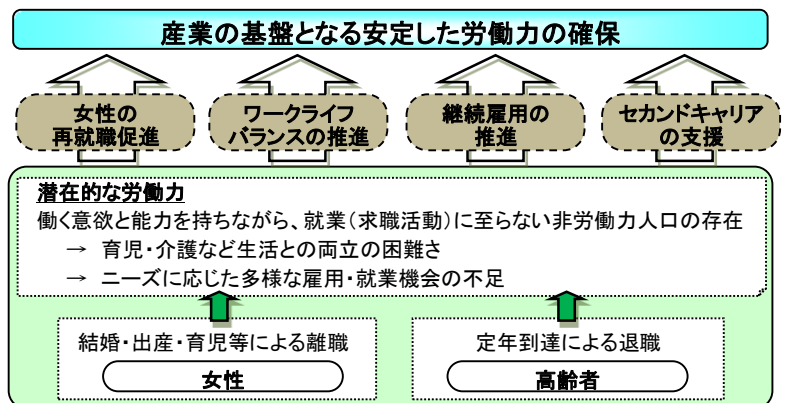 産業の基盤となる安定した労働力の確保
女性の
再就職促進
ワークライフ
バランスの推進
継続雇用の
推進
セカンドキャリア
の支援
潜在的な労働力
働く意欲と能力を持ちながら、就業(求職活動)に至らない非労働力人口の存在
→ 育児・介護など生活との両立の困難さ
→ ニーズに応じた多様な雇用・就業機会の不足
結婚・出産・育児等による離職
女性
定年到達による退職
高齢者